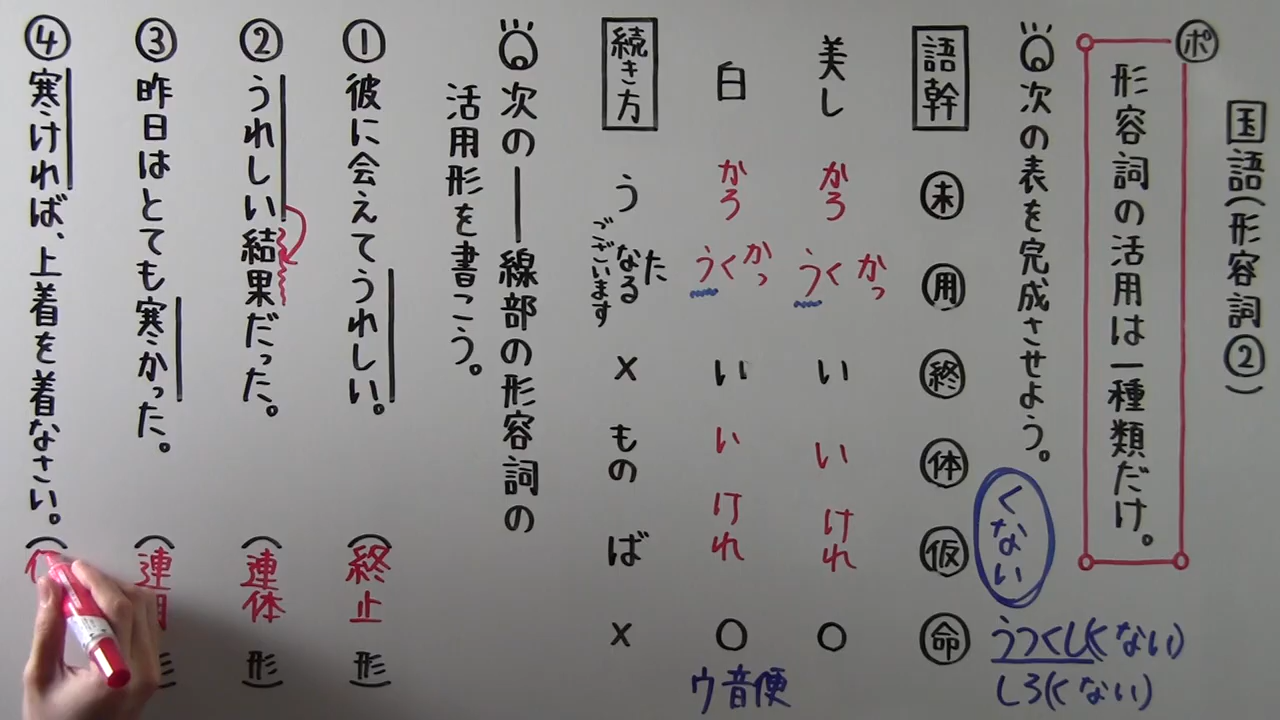 国語(形容詞②)
ポ
形容詞の活用は一種類だけ。
Q次の表を完成させよう。
くない
うつくし(くない)
しろ(くない)
語幹 未 用 終 体 仮 命
美し かろ かっ く う い い けれ ○
白 かろ かっ く う い い けれ ○
ウ音便
続き方 う た なる ございます × もの ば ×
Q次の――線部の形容詞の
活用形を書こう。
①彼に会えてうれしい。(終止形)
②うれしい結果だった。(連体形)
③昨日はとても寒かった。(連用形)
④寒ければ、上着を着なさい。(